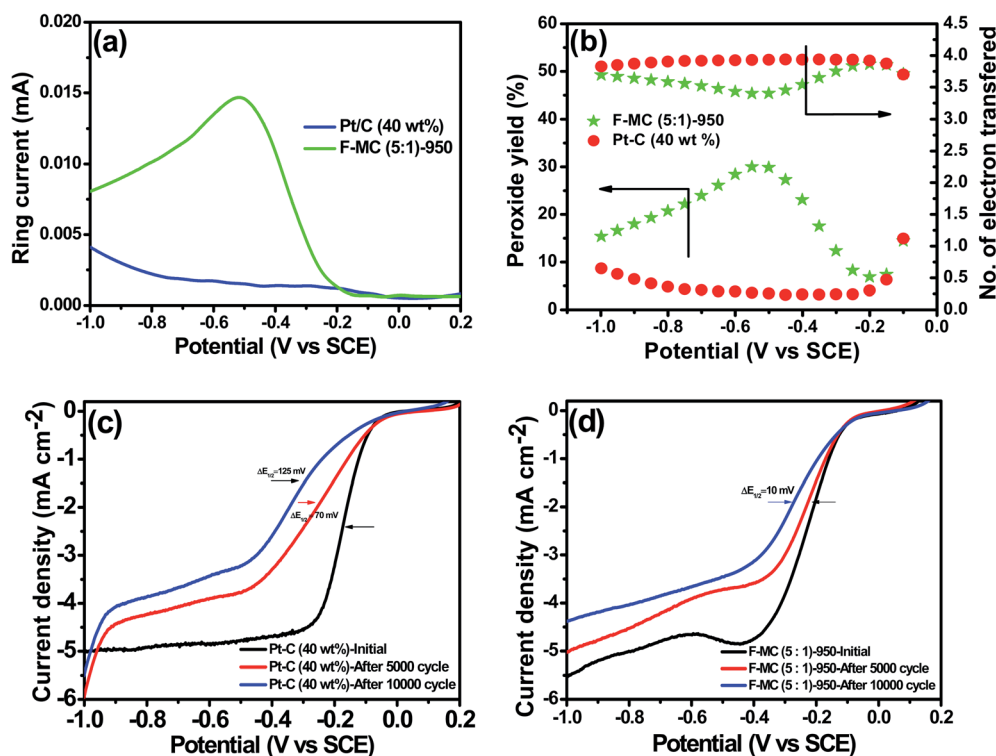 (a)
0.020
0.015
0.010
0.005
0.000
Ring current (mA)
Pt/C (40 wt%)
F-MC (5:1)-950
-1.0 -0.8 -0.6 -0.4 -0.2 0.0 0.2
Potential (V vs SCE)
(b)
60
50
40
30
20
10
0
Peroxide yield (%)
F-MC (5:1)-950
Pt-C (40 wt %)
4.5
4.0
3.5
3.0
2.5
2.0
1.5
1.0
0.5
0.0
No. of electron transfered
-1.0 -0.8 -0.6 -0.4 -0.2 0.0
Potential (V vs SCE)
(c)
0
-1
-2
-3
-4
-5
-6
Current density (mA cm-2)
ΔE1/2=125 mV
ΔE1/2= 70 mV
Pt-C (40 wt%)-Initial
Pt-C (40 wt%)-After 5000 cycle
Pt-C (40 wt%)-After 10000 cycle
-1.0 -0.8 -0.6 -0.4 -0.2 0.0 0.2
Potential (V vs SCE)
(d)
0
-1
-2
-3
-4
-5
-6
Current density (mA cm-2)
ΔE1/2=10 mV
F-MC (5 : 1)-950-Initial
F-MC (5 : 1)-950-After 5000 cycle
F-MC (5 : 1)-950-After 10000 cycle
-1.0 -0.8 -0.6 -0.4 -0.2 0.0 0.2
Potential (V vs SCE)